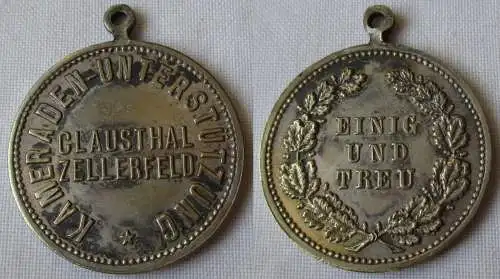 KAMERADEN-UNTERSTÜTZUNG
CLAUSTHAL
ZELLERFELD
EINIG
UND
TREU